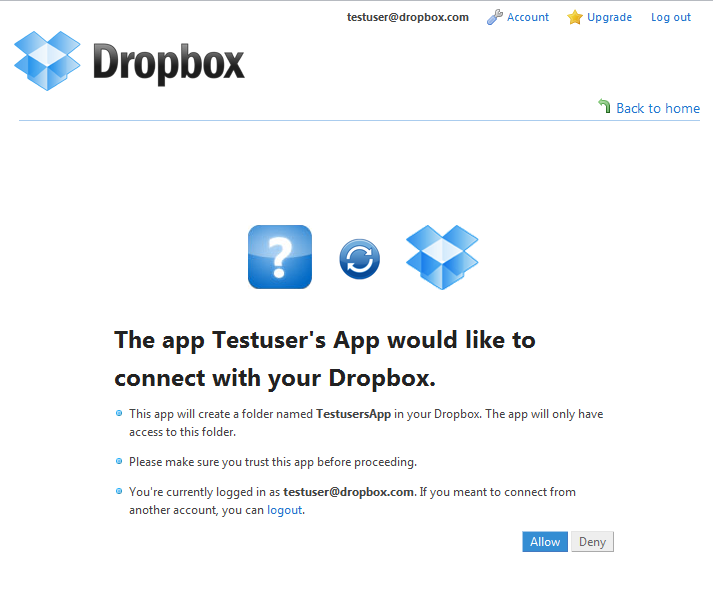 testuser@dropbox.com Account Upgrade Log out
Dropbox
Back to home
?
The app Testuser's App would like to
connect with your Dropbox.
This app will create a folder named TestusersApp in your Dropbox. The app will only have
access to this folder.
Please make sure you trust this app before proceeding.
You're currently logged in as testuser@dropbox.com. If you meant to connect from
another account, you can logout.
Allow Deny